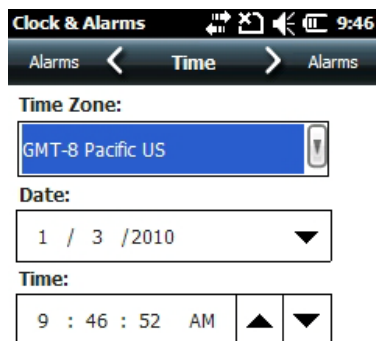 Clock & Alarms 9:46
Alarms Time Alarms
Time Zone:
GMT-8 Pacific US
Date:
1 / 3 /2010
Time:
9 : 46 : 52 AM